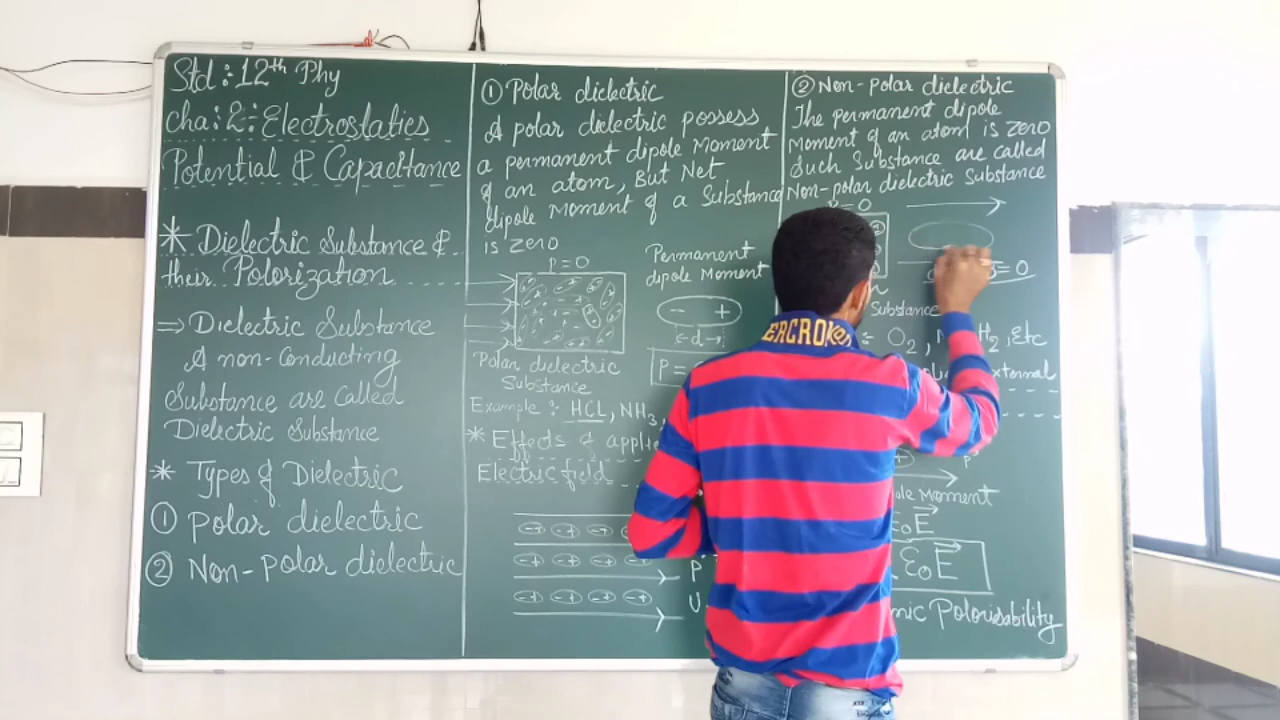 Std :- 12th Phy
cha: 2: Electrostatics
Potential & Capacitance
* Dielectric Substance &
their Polorization
⇒ Dielectric Substance
A non-Conducting
Substance are Called
Dielectric Substance
* Types of Dielectric
① polar dielectric
② Non-polar dielectric
① Polar dielectric
A polar dielectric possess
a permanent dipole Moment
of an atom, But Net
dipole Moment of a Substance
is zero
P = 0
Polar dielectric
Substance
Permanent
dipole Moment
- +
d
P =
Example :- HCL, NH3,
* Effects of
Electric field
② Non-polar dielectric
The permanent dipole
Moment of an atom is zero
Such Substance are called
Non-polar dielectric Substance
= 0
= 0
Substance
:- O2, H2, Etc
External
P
Moment
ε0E
ε0E
Polorisability
ERCROMBI